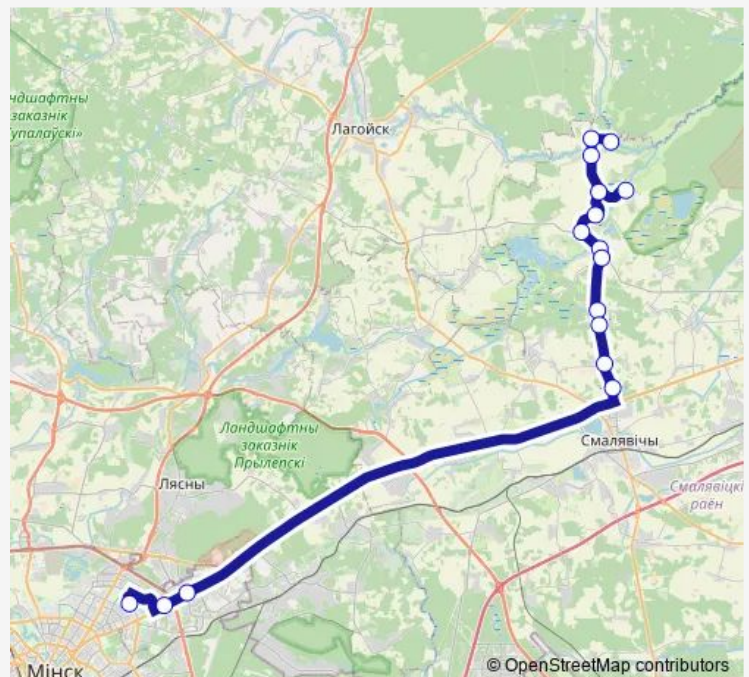 ндшафтны
заказнік
упалаўскі»
Лагойск
Ландшафтны
заказнік
Прылепскі
Смалявічы
Лясны
Смалявіцкі
раён
Мінск
© OpenStreetMap contributors